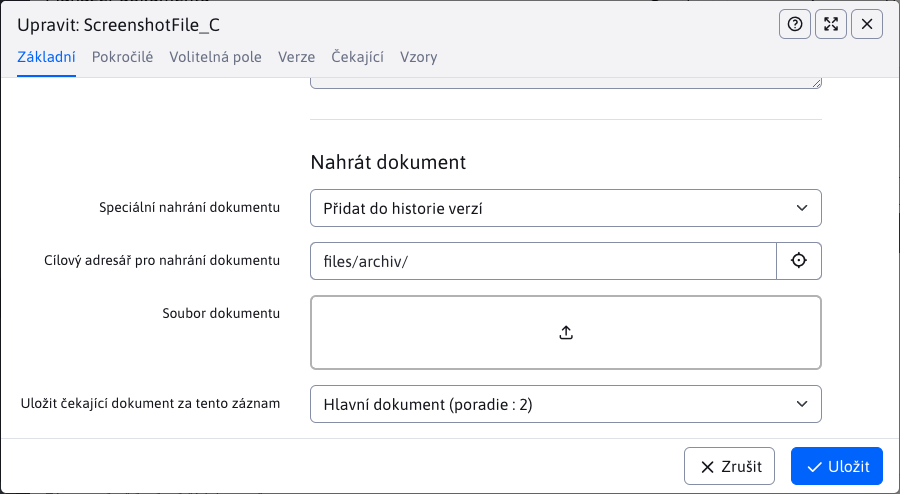 Upravit: ScreenshotFile_C
Základní Pokročilé Volitelná pole Verze Čekající Vzory
Nahrát dokument
Speciální nahrání dokumentu Přidat do historie verzí
Cílový adresář pro nahrání dokumentu files/archiv/
Soubor dokumentu
Uložit čekající dokument za tento záznam Hlavní dokument (poradie : 2)
Zrušit Uložit